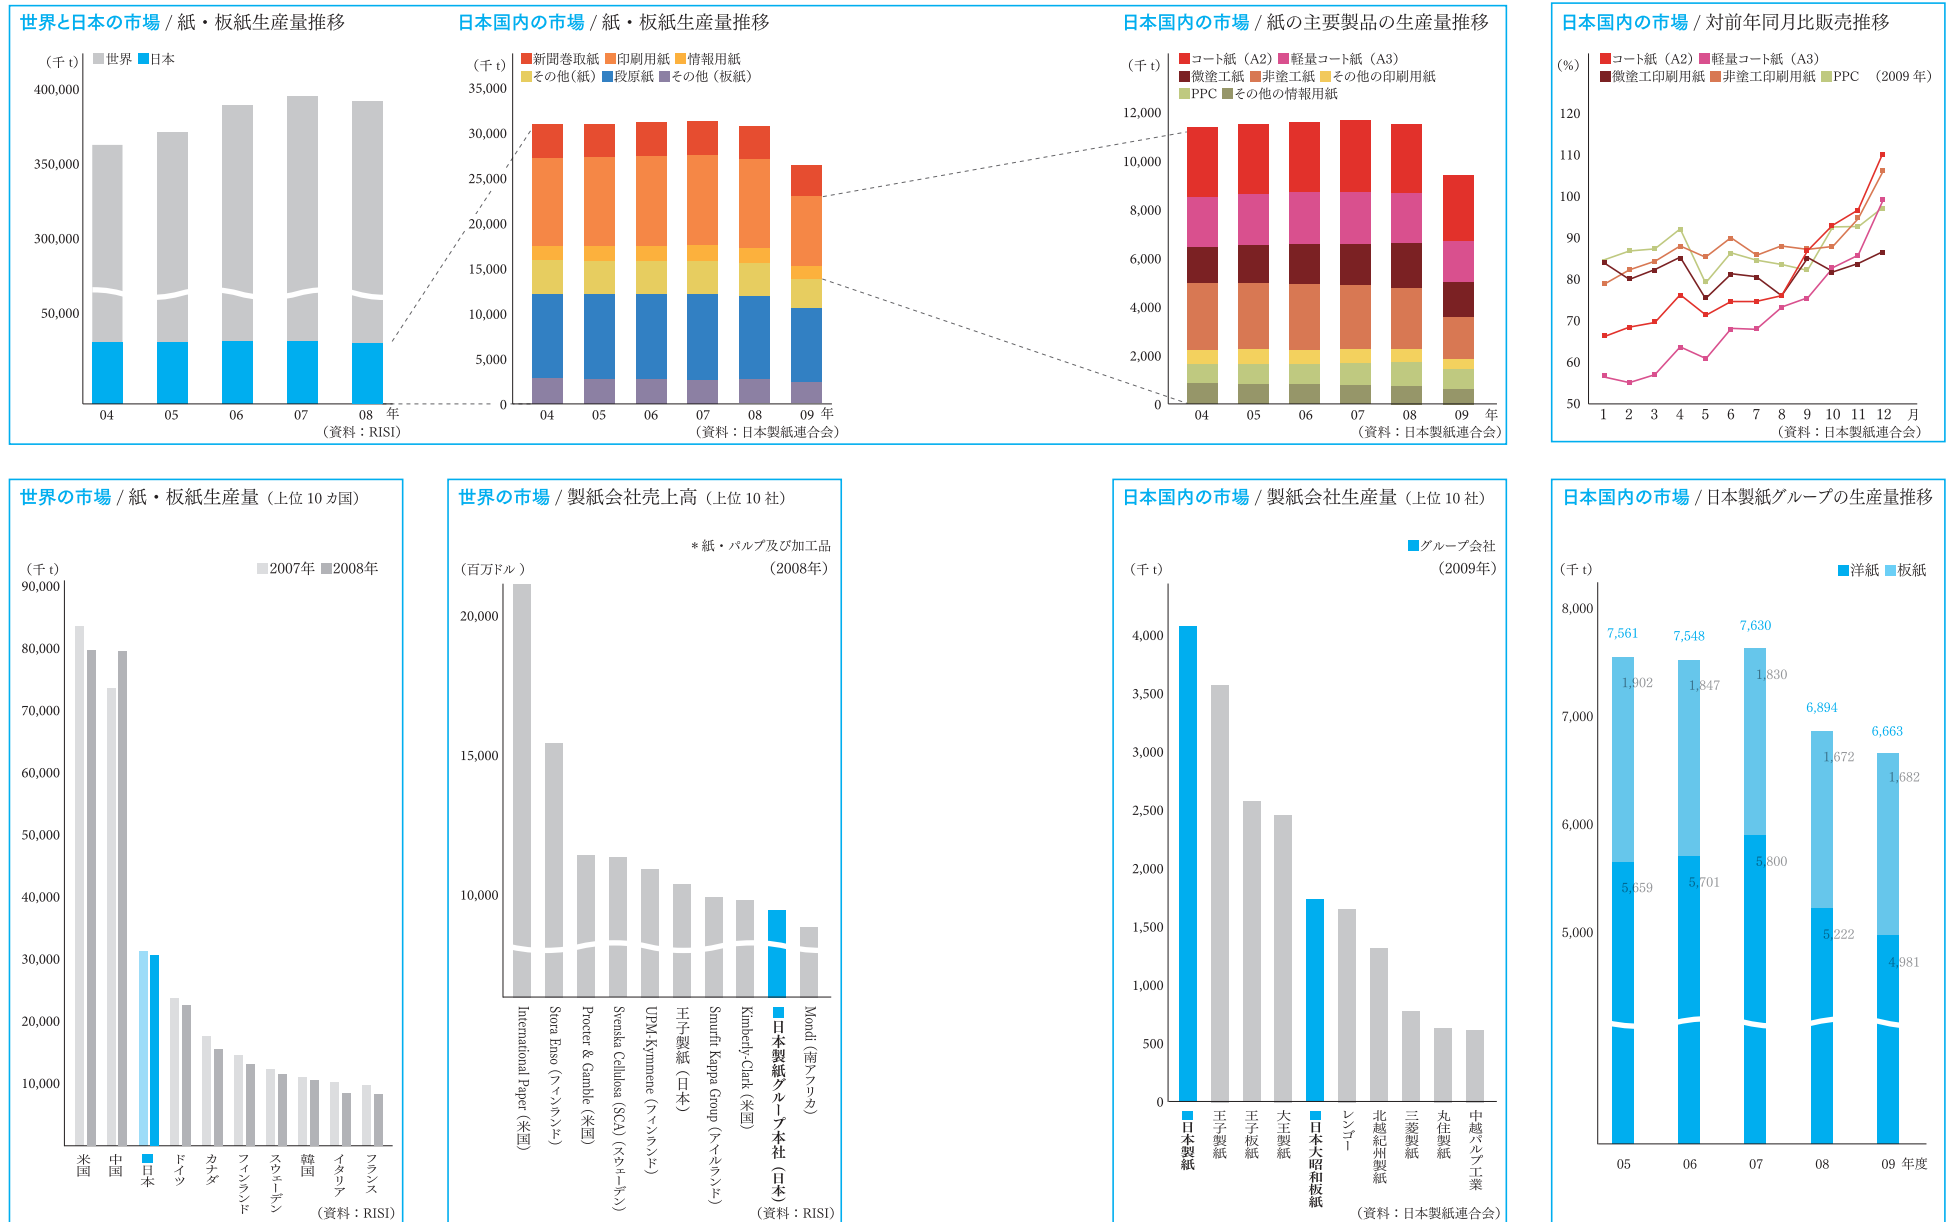 世界と日本の市場 / 紙・板紙生産量推移
（千 t）
世界 日本
400,000
350,000
300,000
50,000
04 05 06 07 08 年
（資料：RISI）
日本国内の市場 / 紙・板紙生産量推移
（千 t）
新聞巻取紙 印刷用紙 情報用紙
その他（紙） 段原紙 その他（板紙）
35,000
30,000
25,000
20,000
15,000
10,000
5,000
0
04 05 06 07 08 09 年
（資料：日本製紙連合会）
日本国内の市場 / 紙の主要製品の生産量推移
（千 t）
コート紙（A2） 軽量コート紙（A3）
微塗工紙 非塗工紙 その他の印刷用紙
PPC その他の情報用紙
12,000
10,000
8,000
6,000
4,000
2,000
0
04 05 06 07 08 09 年
（資料：日本製紙連合会）
日本国内の市場 / 対前年同月比販売推移
（%）
コート紙（A2） 軽量コート紙（A3）
微塗工印刷用紙 非塗工印刷用紙 PPC （2009 年）
120
110
100
90
80
70
60
50
1 2 3 4 5 6 7 8 9 10 11 12 月
（資料：日本製紙連合会）
世界の市場 / 紙・板紙生産量（上位 10 カ国）
（千 t）
2007年 2008年
90,000
80,000
70,000
60,000
50,000
40,000
30,000
20,000
10,000
米国
中国
日本
ドイツ
カナダ
フィンランド
スウェーデン
韓国
イタリア
フランス
（資料：RISI）
世界の市場 / 製紙会社売上高（上位 10 社）
＊紙・パルプ及び加工品
（百万ドル）
（2008年）
20,000
15,000
10,000
International Paper（米国）
Stora Enso（フィンランド）
Procter & Gamble（米国）
Svenska Cellulosa (SCA)（スウェーデン）
UPM-Kymmene（フィンランド）
王子製紙（日本）
Smurfit Kappa Group（アイルランド）
Kimberly-Clark（米国）
日本製紙グループ本社（日本）
Mondi（南アフリカ）
（資料：RISI）
日本国内の市場 / 製紙会社生産量（上位 10 社）
グループ会社
（千 t）
（2009年）
4,000
3,500
3,000
2,500
2,000
1,500
1,000
500
0
日本製紙
王子製紙
王子板紙
大王製紙
日本大昭和板紙
レンゴー
北越紀州製紙
三菱製紙
丸住製紙
中越パルプ工業
（資料：日本製紙連合会）
日本国内の市場 / 日本製紙グループの生産量推移
（千 t）
洋紙 板紙
8,000
7,000
6,000
5,000
7,561
1,902
5,659
7,548
1,847
5,701
7,630
1,830
5,800
6,894
1,672
5,222
6,663
1,682
4,981
05 06 07 08 09 年度